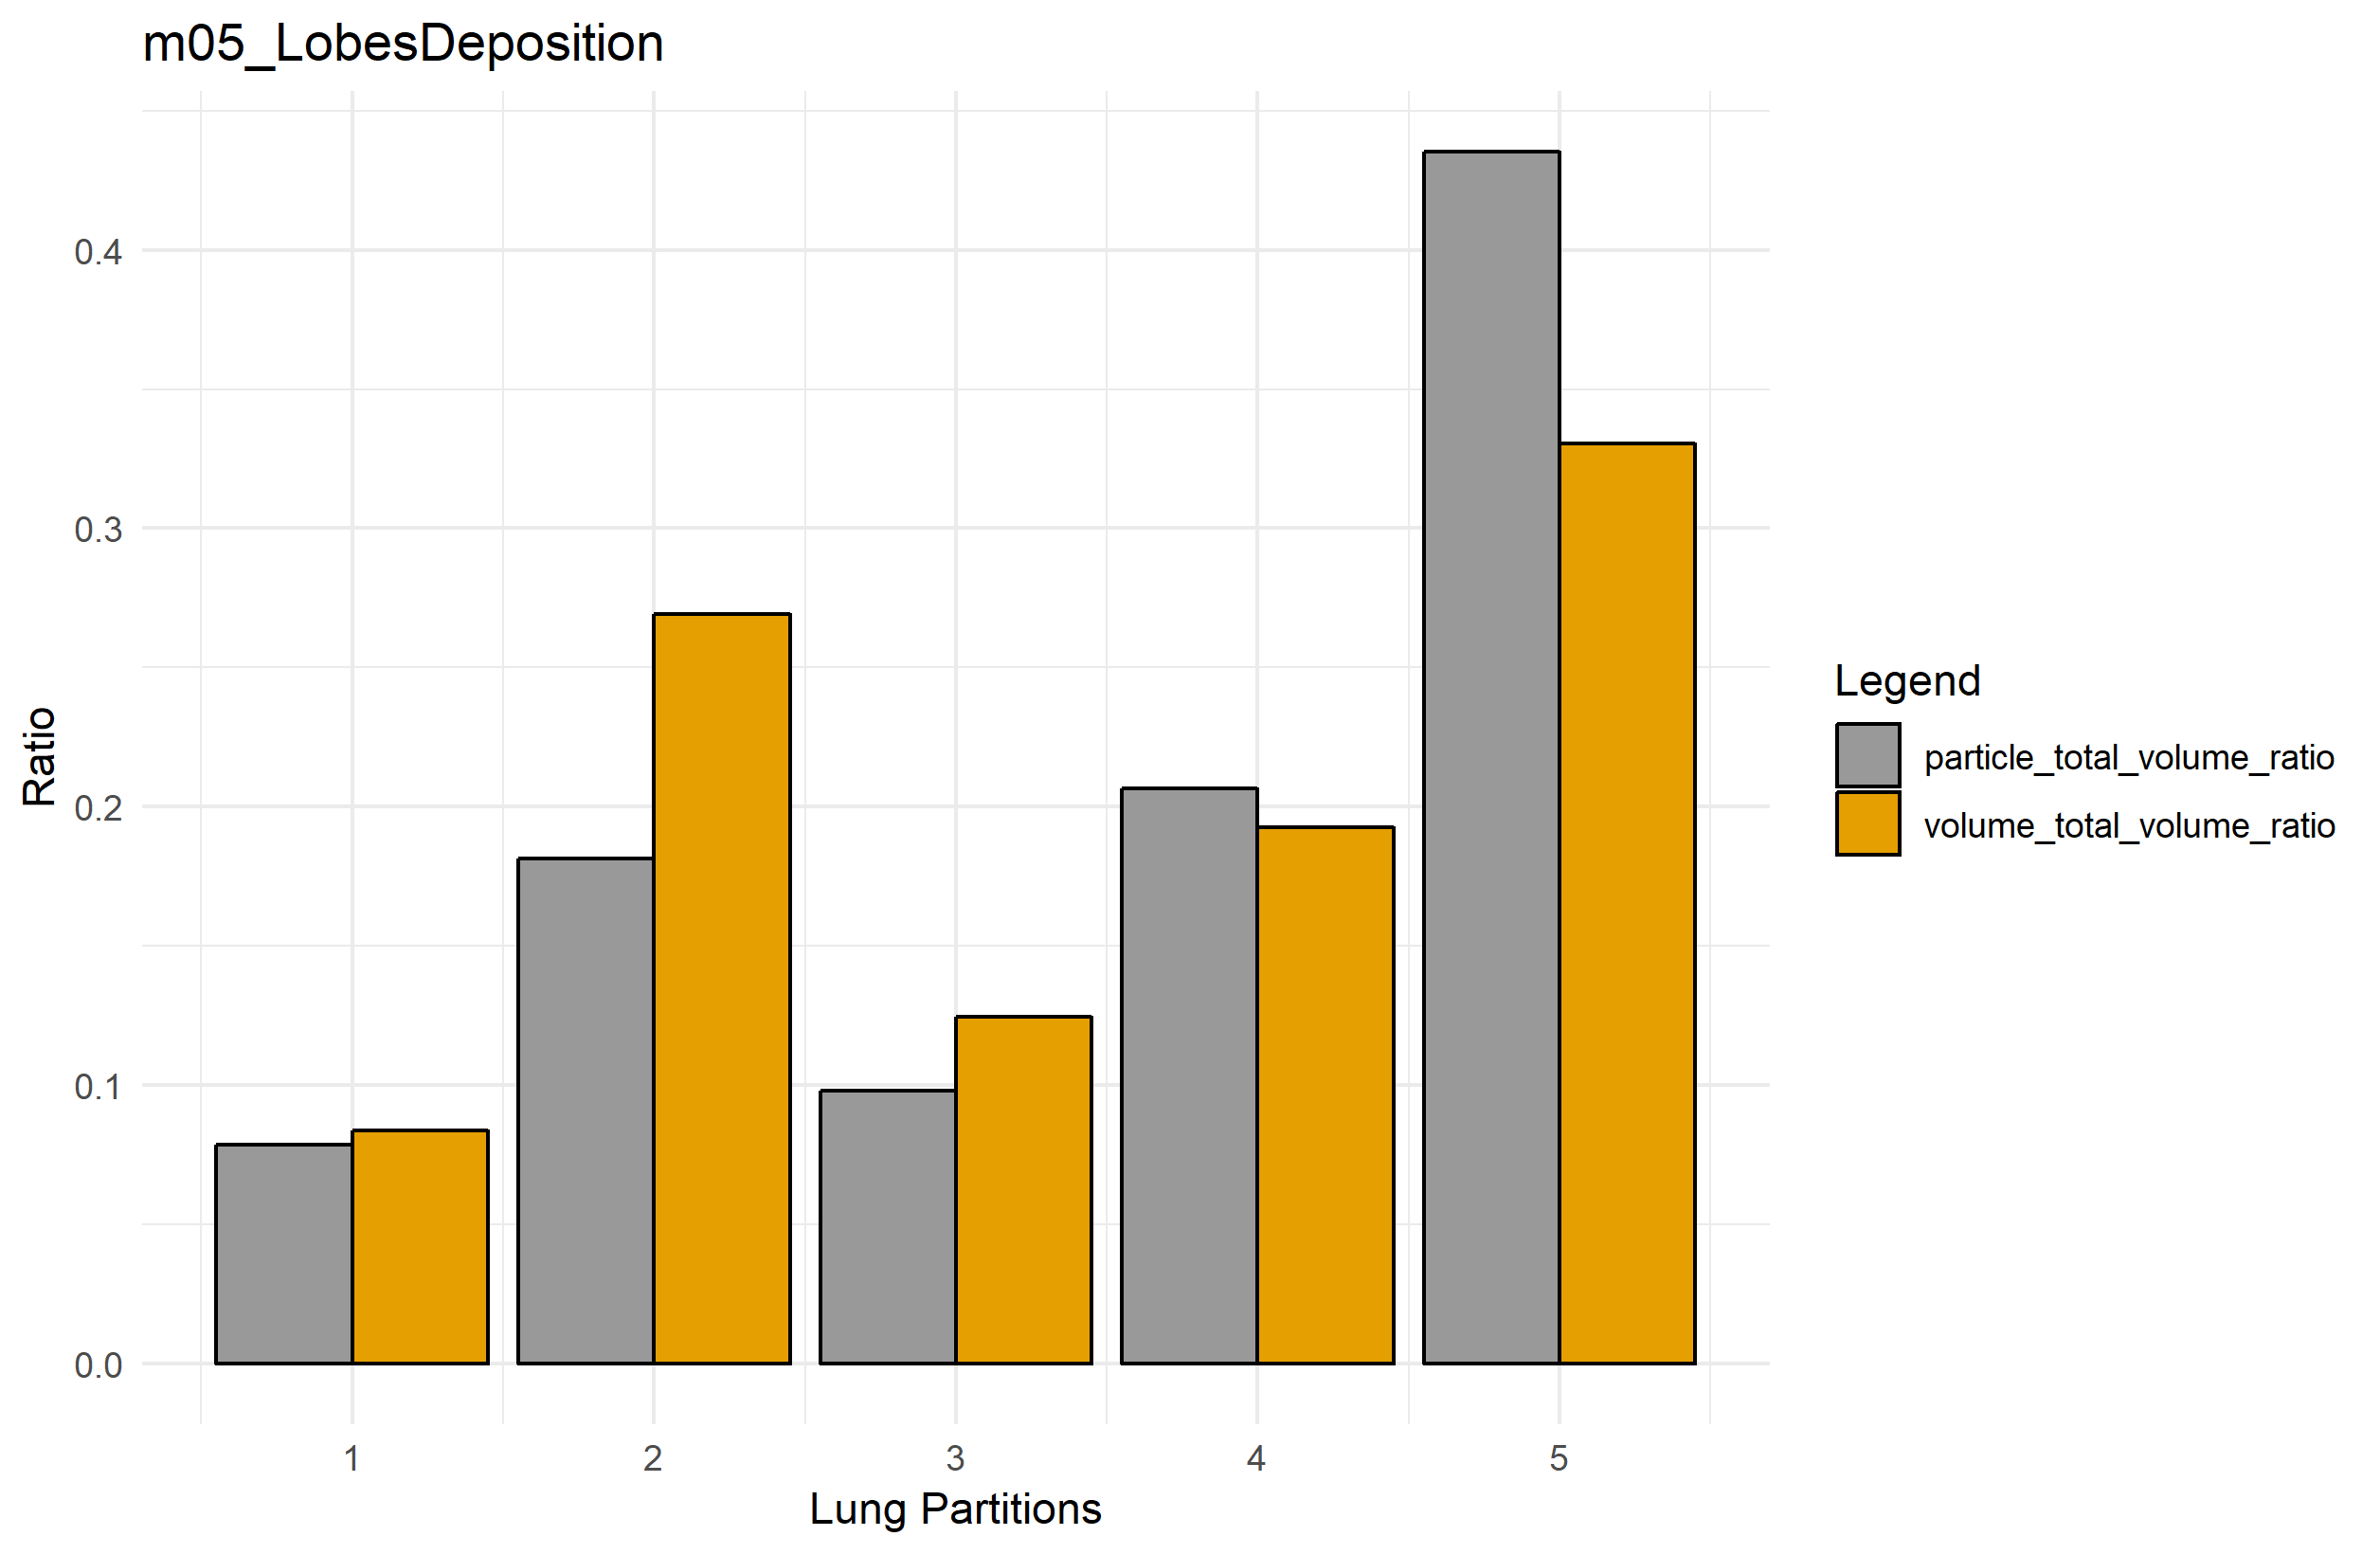 m05_LobesDeposition
Ratio
0.4
0.3
0.2
0.1
0.0
1 2 3 4 5
Lung Partitions
Legend
particle_total_volume_ratio
volume_total_volume_ratio